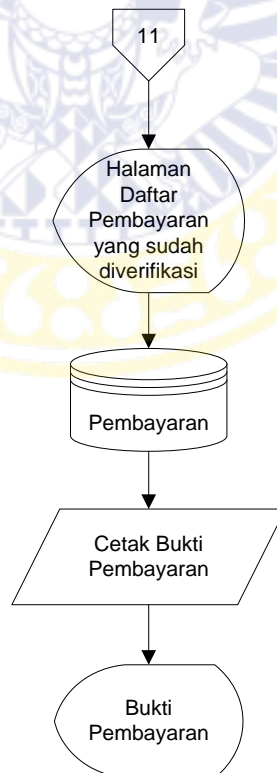 11
Halaman
Daftar
Pembayaran
yang sudah
diverifikasi
Pembayaran
Cetak Bukti
Pembayaran
Bukti
Pembayaran